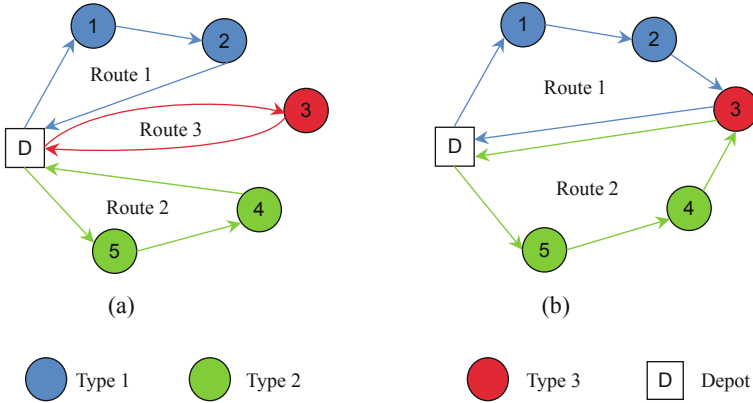 1
2
Route 1
3
Route 3
D
Route 2
4
5
(a)
1
2
Route 1
3
D
Route 2
4
5
(b)
Type 1
Type 2
Type 3
D Depot